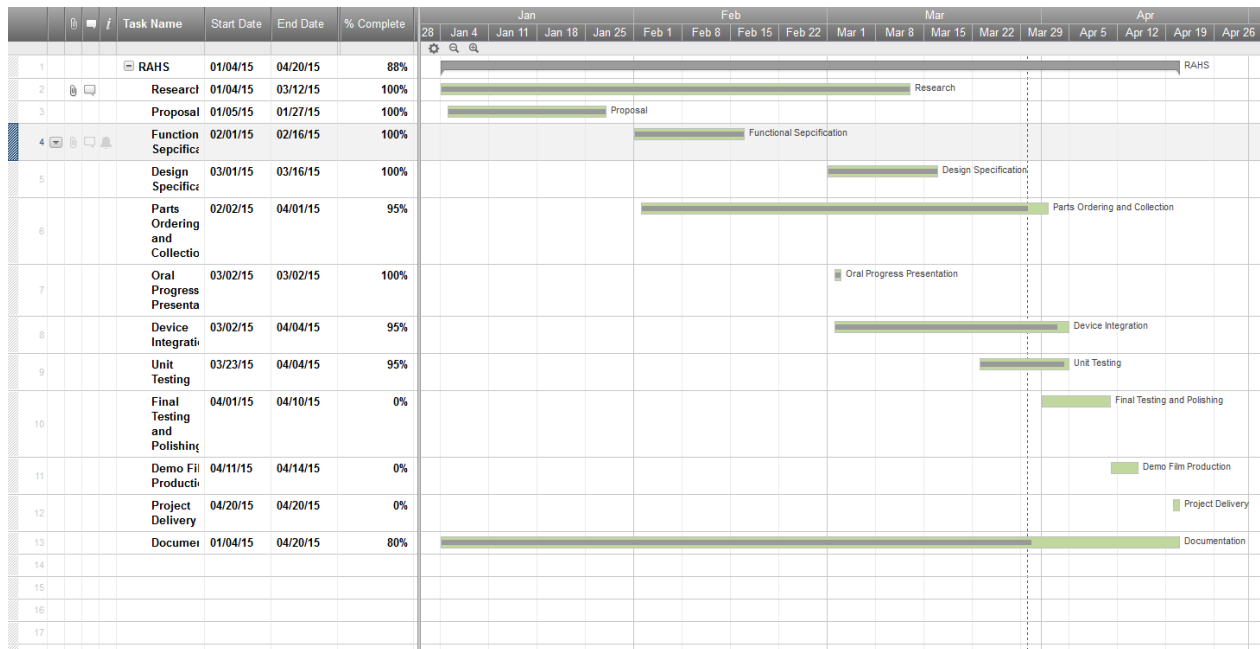 Jan Feb Mar Apr
i Task Name Start Date End Date % Complete 28 Jan 4 Jan 11 Jan 18 Jan 25 Feb 1 Feb 8 Feb 15 Feb 22 Mar 1 Mar 8 Mar 15 Mar 22 Mar 29 Apr 5 Apr 12 Apr 19 Apr 26
1 RAHS 01/04/15 04/20/15 88% RAHS
2 Research 01/04/15 03/12/15 100% Research
3 Proposal 01/05/15 01/27/15 100% Proposal
4 Function 02/01/15 02/16/15 100% Functional Sepcification
Sepcifica
5 Design 03/01/15 03/16/15 100% Design Specification
Specifica
6 Parts 02/02/15 04/01/15 95% Parts Ordering and Collection
Ordering
and
Collectio
7 Oral 03/02/15 03/02/15 100% Oral Progress Presentation
Progress
Presenta
8 Device 03/02/15 04/04/15 95% Device Integration
Integrati
9 Unit 03/23/15 04/04/15 95% Unit Testing
Testing
10 Final 04/01/15 04/10/15 0% Final Testing and Polishing
Testing
and
Polishing
11 Demo Fil 04/11/15 04/14/15 0% Demo Film Production
Producti
12 Project 04/20/15 04/20/15 0% Project Delivery
Delivery
13 Documer 01/04/15 04/20/15 80% Documentation
14
15
16
17